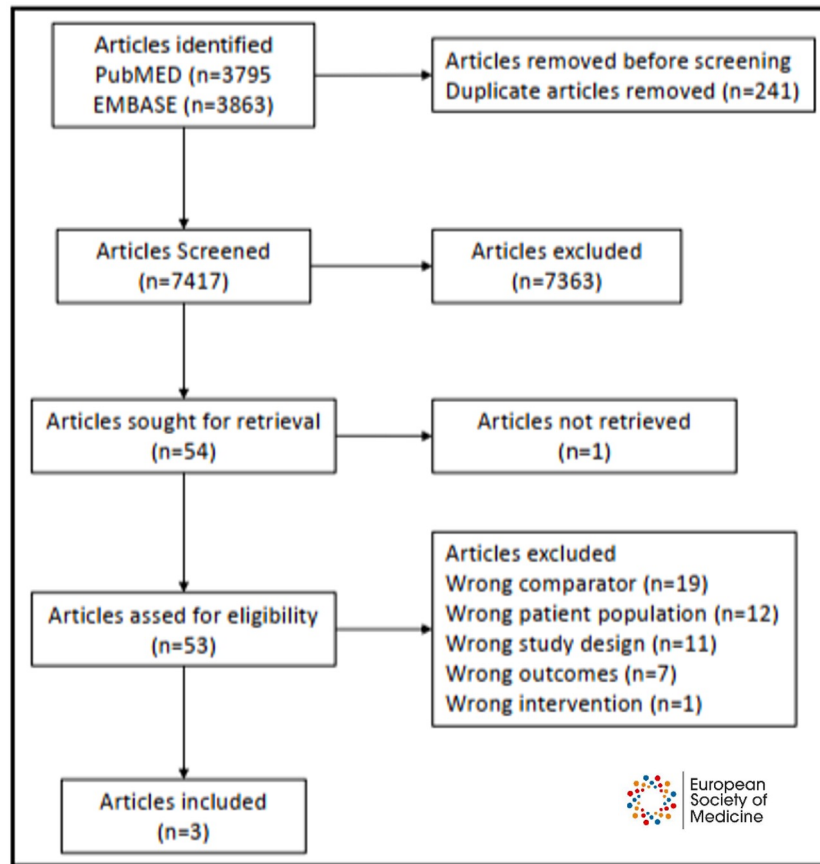 Articles identified
PubMED (n=3795
EMBASE (n=3863)
Articles removed before screening
Duplicate articles removed (n=241)
Articles Screened
(n=7417)
Articles excluded
(n=7363)
Articles sought for retrieval
(n=54)
Articles not retrieved
(n=1)
Articles assed for eligibility
(n=53)
Articles excluded
Wrong comparator (n=19)
Wrong patient population (n=12)
Wrong study design (n=11)
Wrong outcomes (n=7)
Wrong intervention (n=1)
Articles included
(n=3)
European
Society of
Medicine